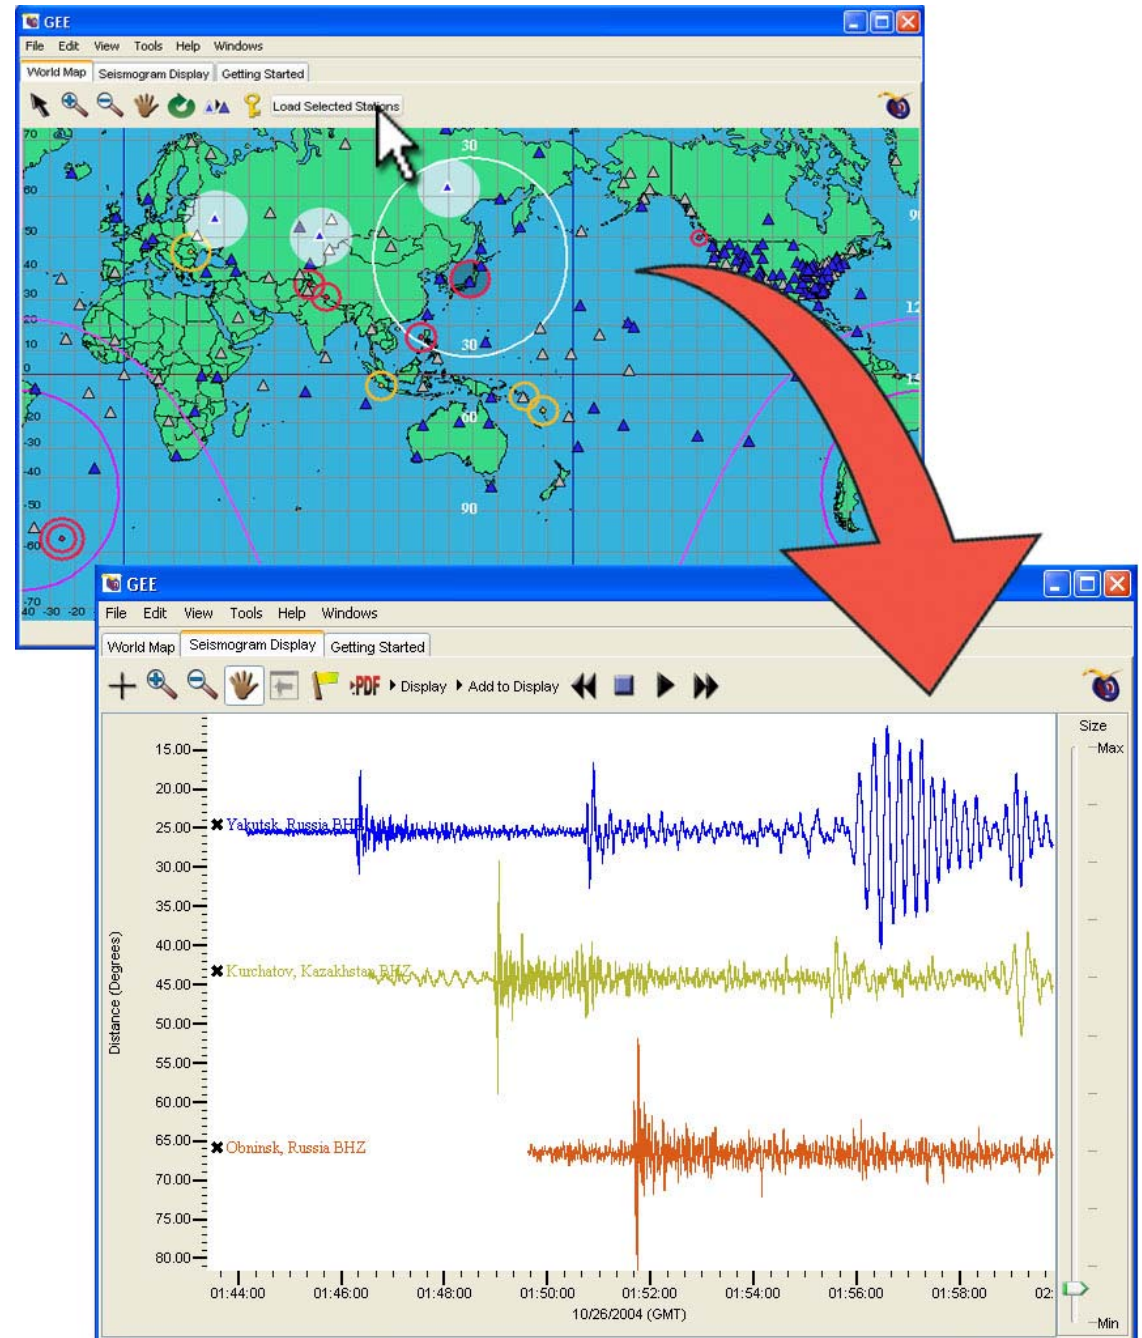 GEE
File Edit View Tools Help Windows
World Map Seismogram Display Getting Started
Load Selected Stations
70
60
50
40
30
20
10
0
-20
-30
-40
-50
-60
-70
40 -30 -20
30
30
60
90
GEE
File Edit View Tools Help Windows
World Map Seismogram Display Getting Started
PDF Display Add to Display
Size
Max
Min
Distance (Degrees)
15.00
20.00
25.00
30.00
35.00
40.00
45.00
50.00
55.00
60.00
65.00
70.00
75.00
80.00
Yakutsk, Russia
Kurchatov, Kazakhstan BHZ
Obninsk, Russia BHZ
01:44:00 01:46:00 01:48:00 01:50:00 01:52:00 01:54:00 01:56:00 01:58:00 02:
10/26/2004 (GMT)